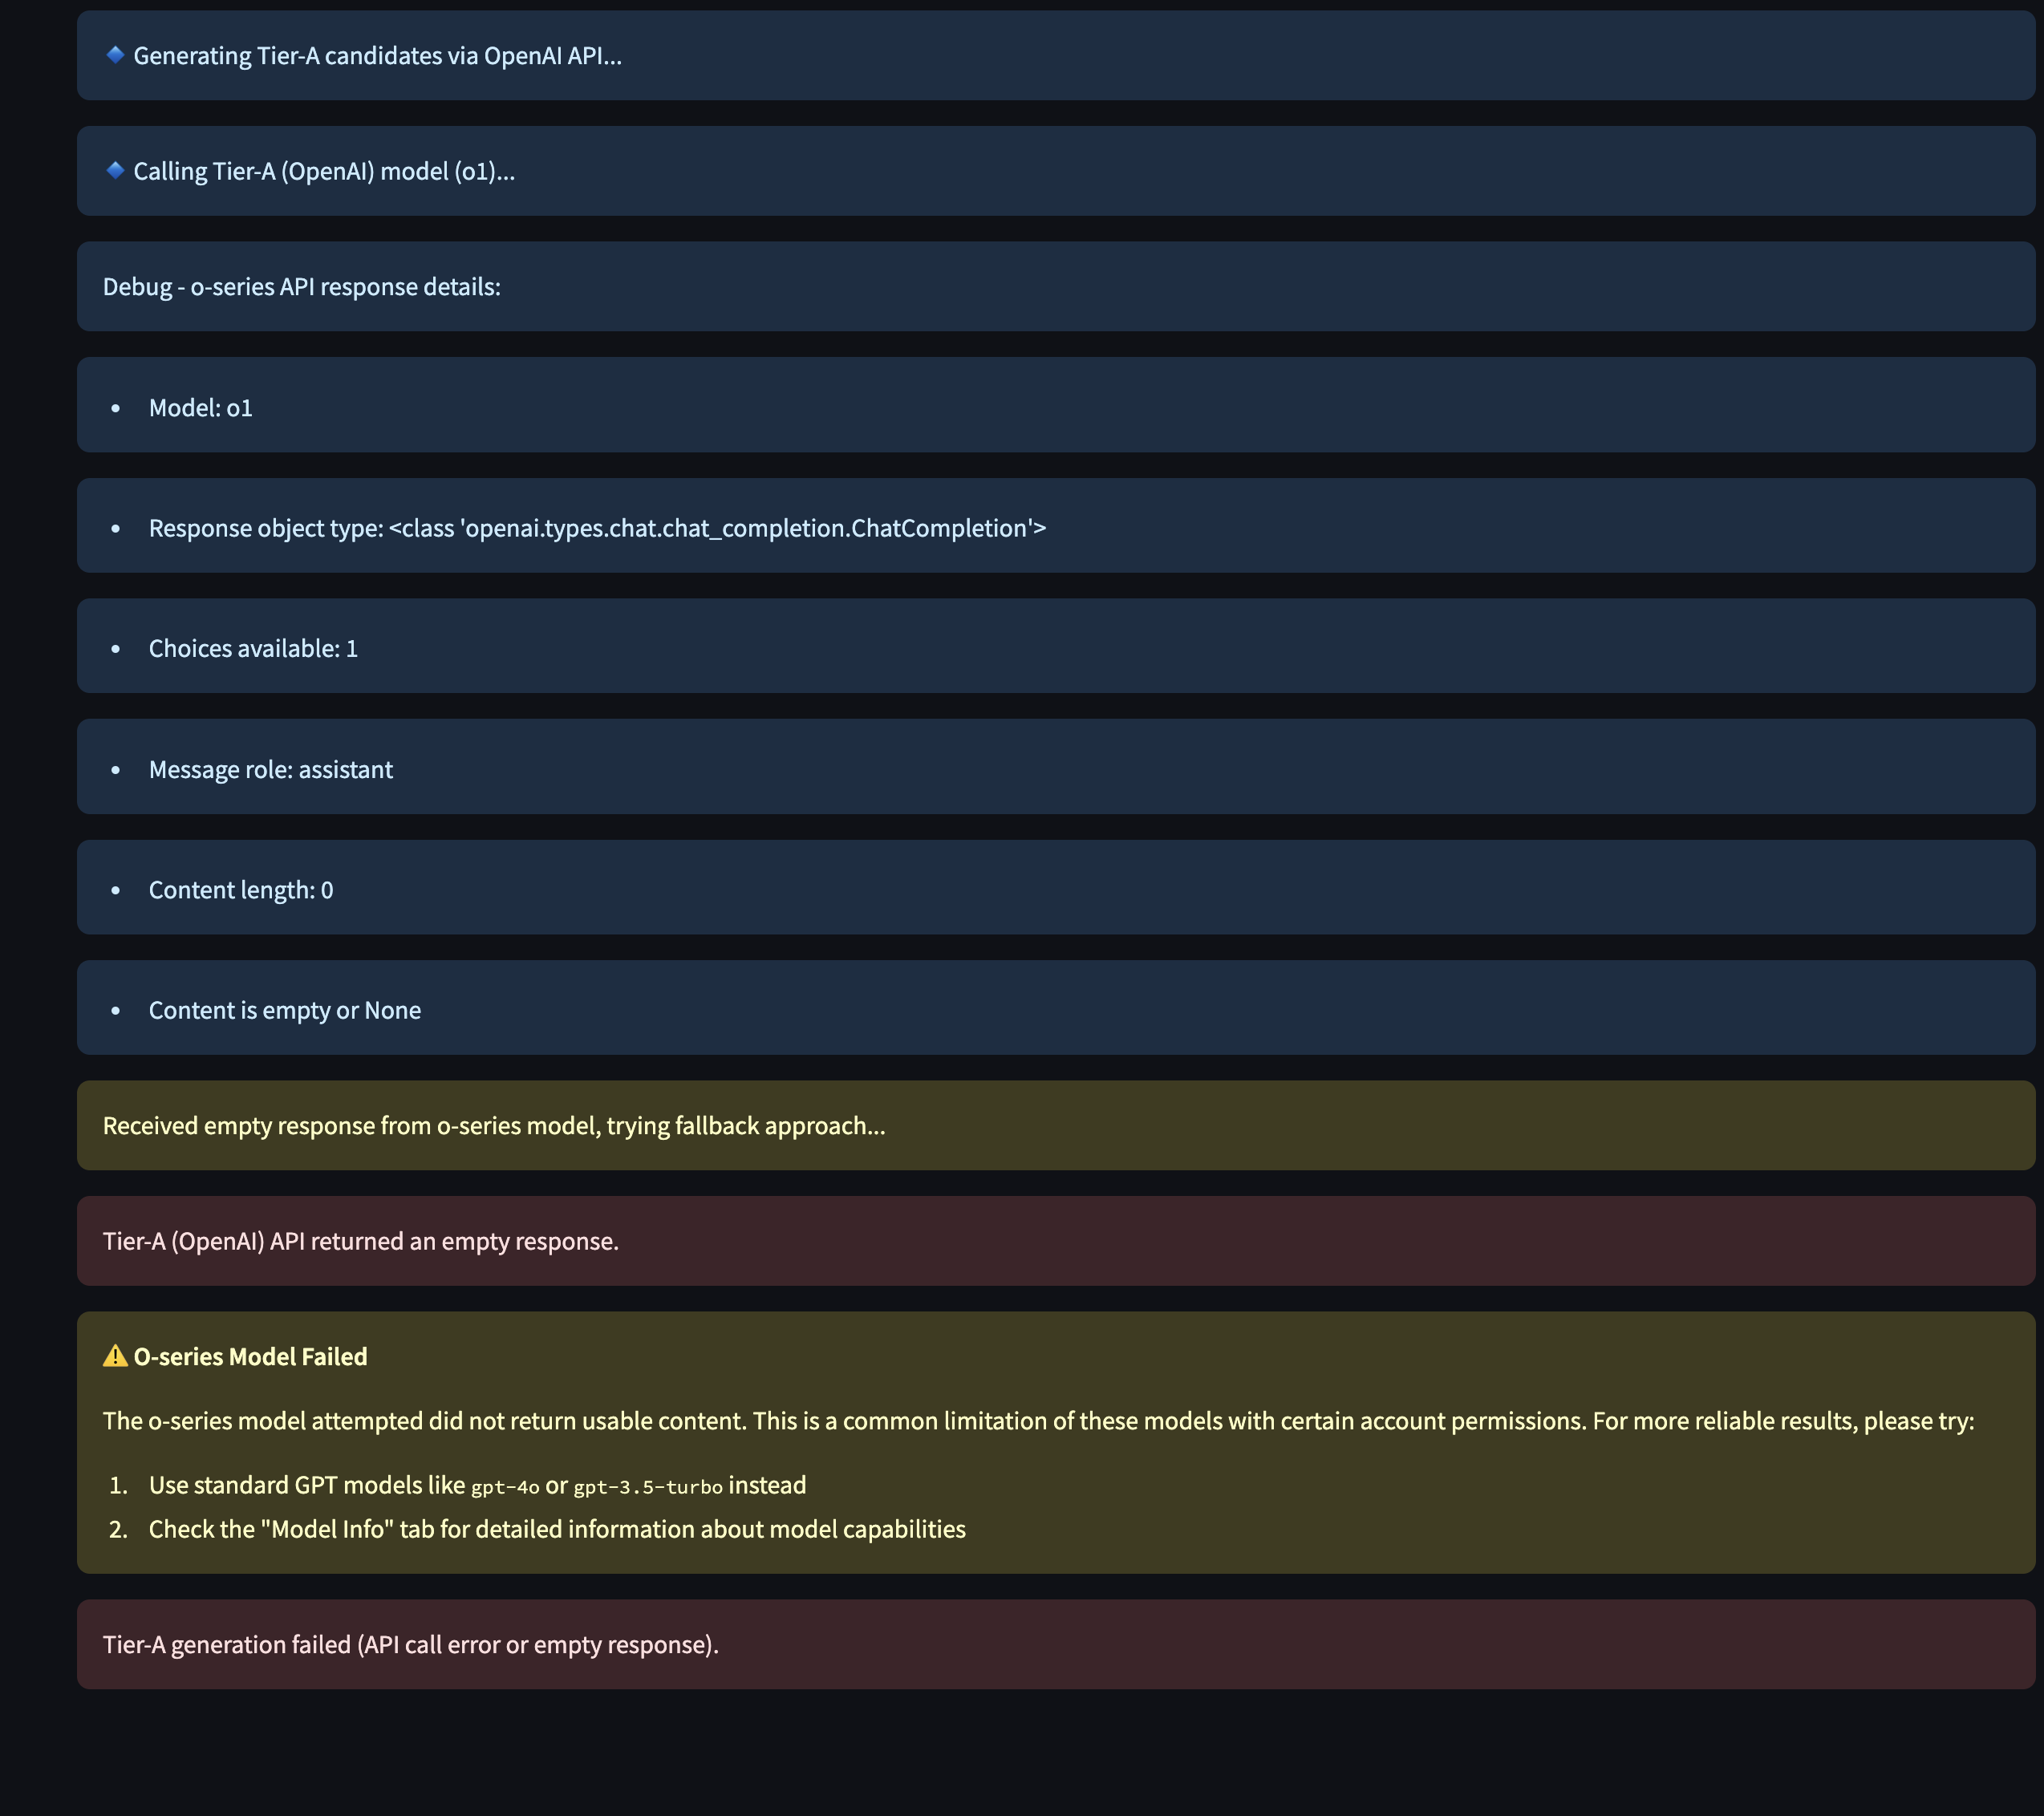 🔹 Generating Tier-A candidates via OpenAI API...
🔹 Calling Tier-A (OpenAI) model (o1)...
Debug - o-series API response details:
• Model: o1
• Response object type: <class 'openai.types.chat.chat_completion.ChatCompletion'>
• Choices available: 1
• Message role: assistant
• Content length: 0
• Content is empty or None
Received empty response from o-series model, trying fallback approach...
Tier-A (OpenAI) API returned an empty response.
⚠️ O-series Model Failed
The o-series model attempted did not return usable content. This is a common limitation of these models with certain account permissions. For more reliable results, please try:
1. Use standard GPT models like gpt-4o or gpt-3.5-turbo instead
2. Check the "Model Info" tab for detailed information about model capabilities
Tier-A generation failed (API call error or empty response).